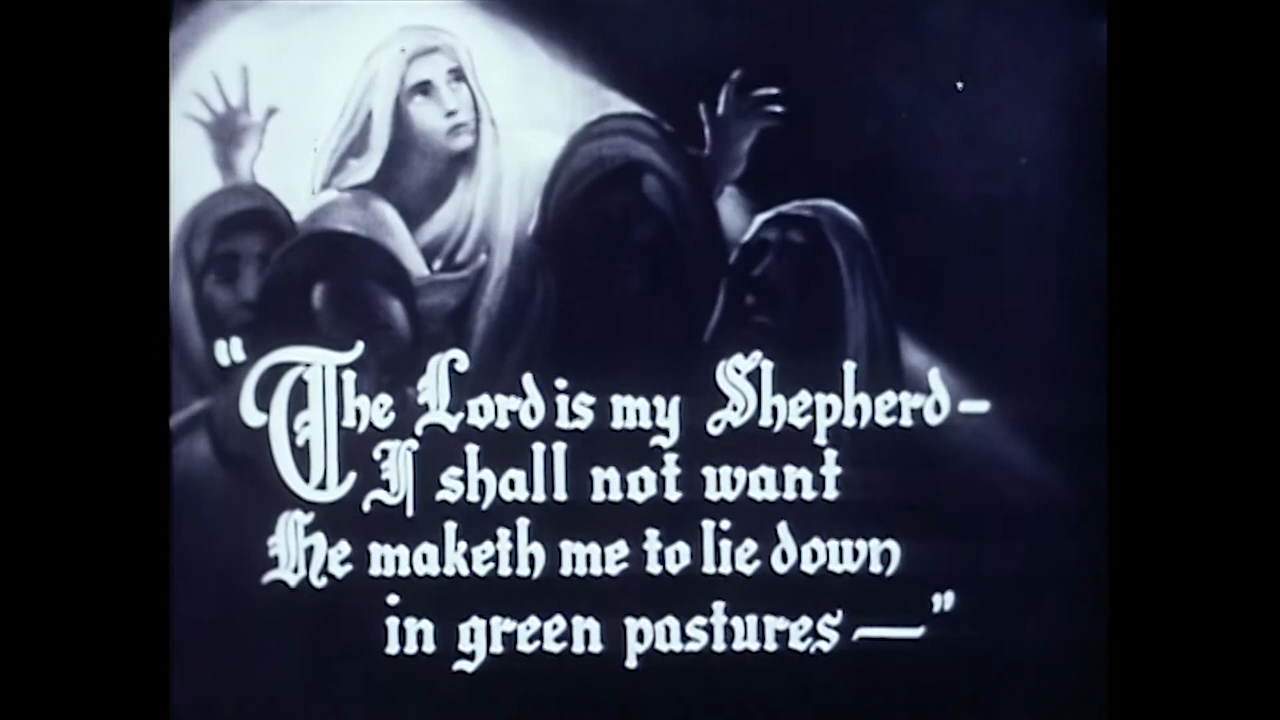 "The Lord is my Shepherd-
I shall not want
He maketh me to lie down
in green pastures—"